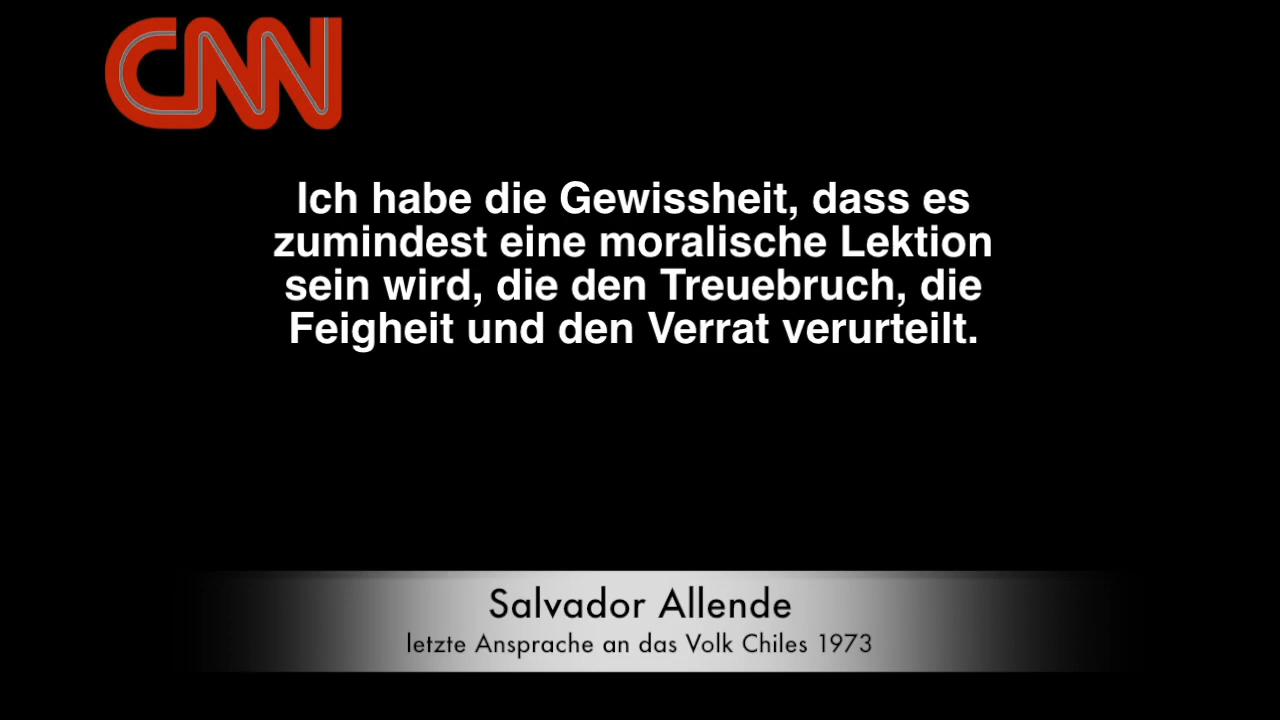 CNN
Ich habe die Gewissheit, dass es
zumindest eine moralische Lektion
sein wird, die den Treuebruch, die
Feigheit und den Verrat verurteilt.
Salvador Allende
letzte Ansprache an das Volk Chiles 1973